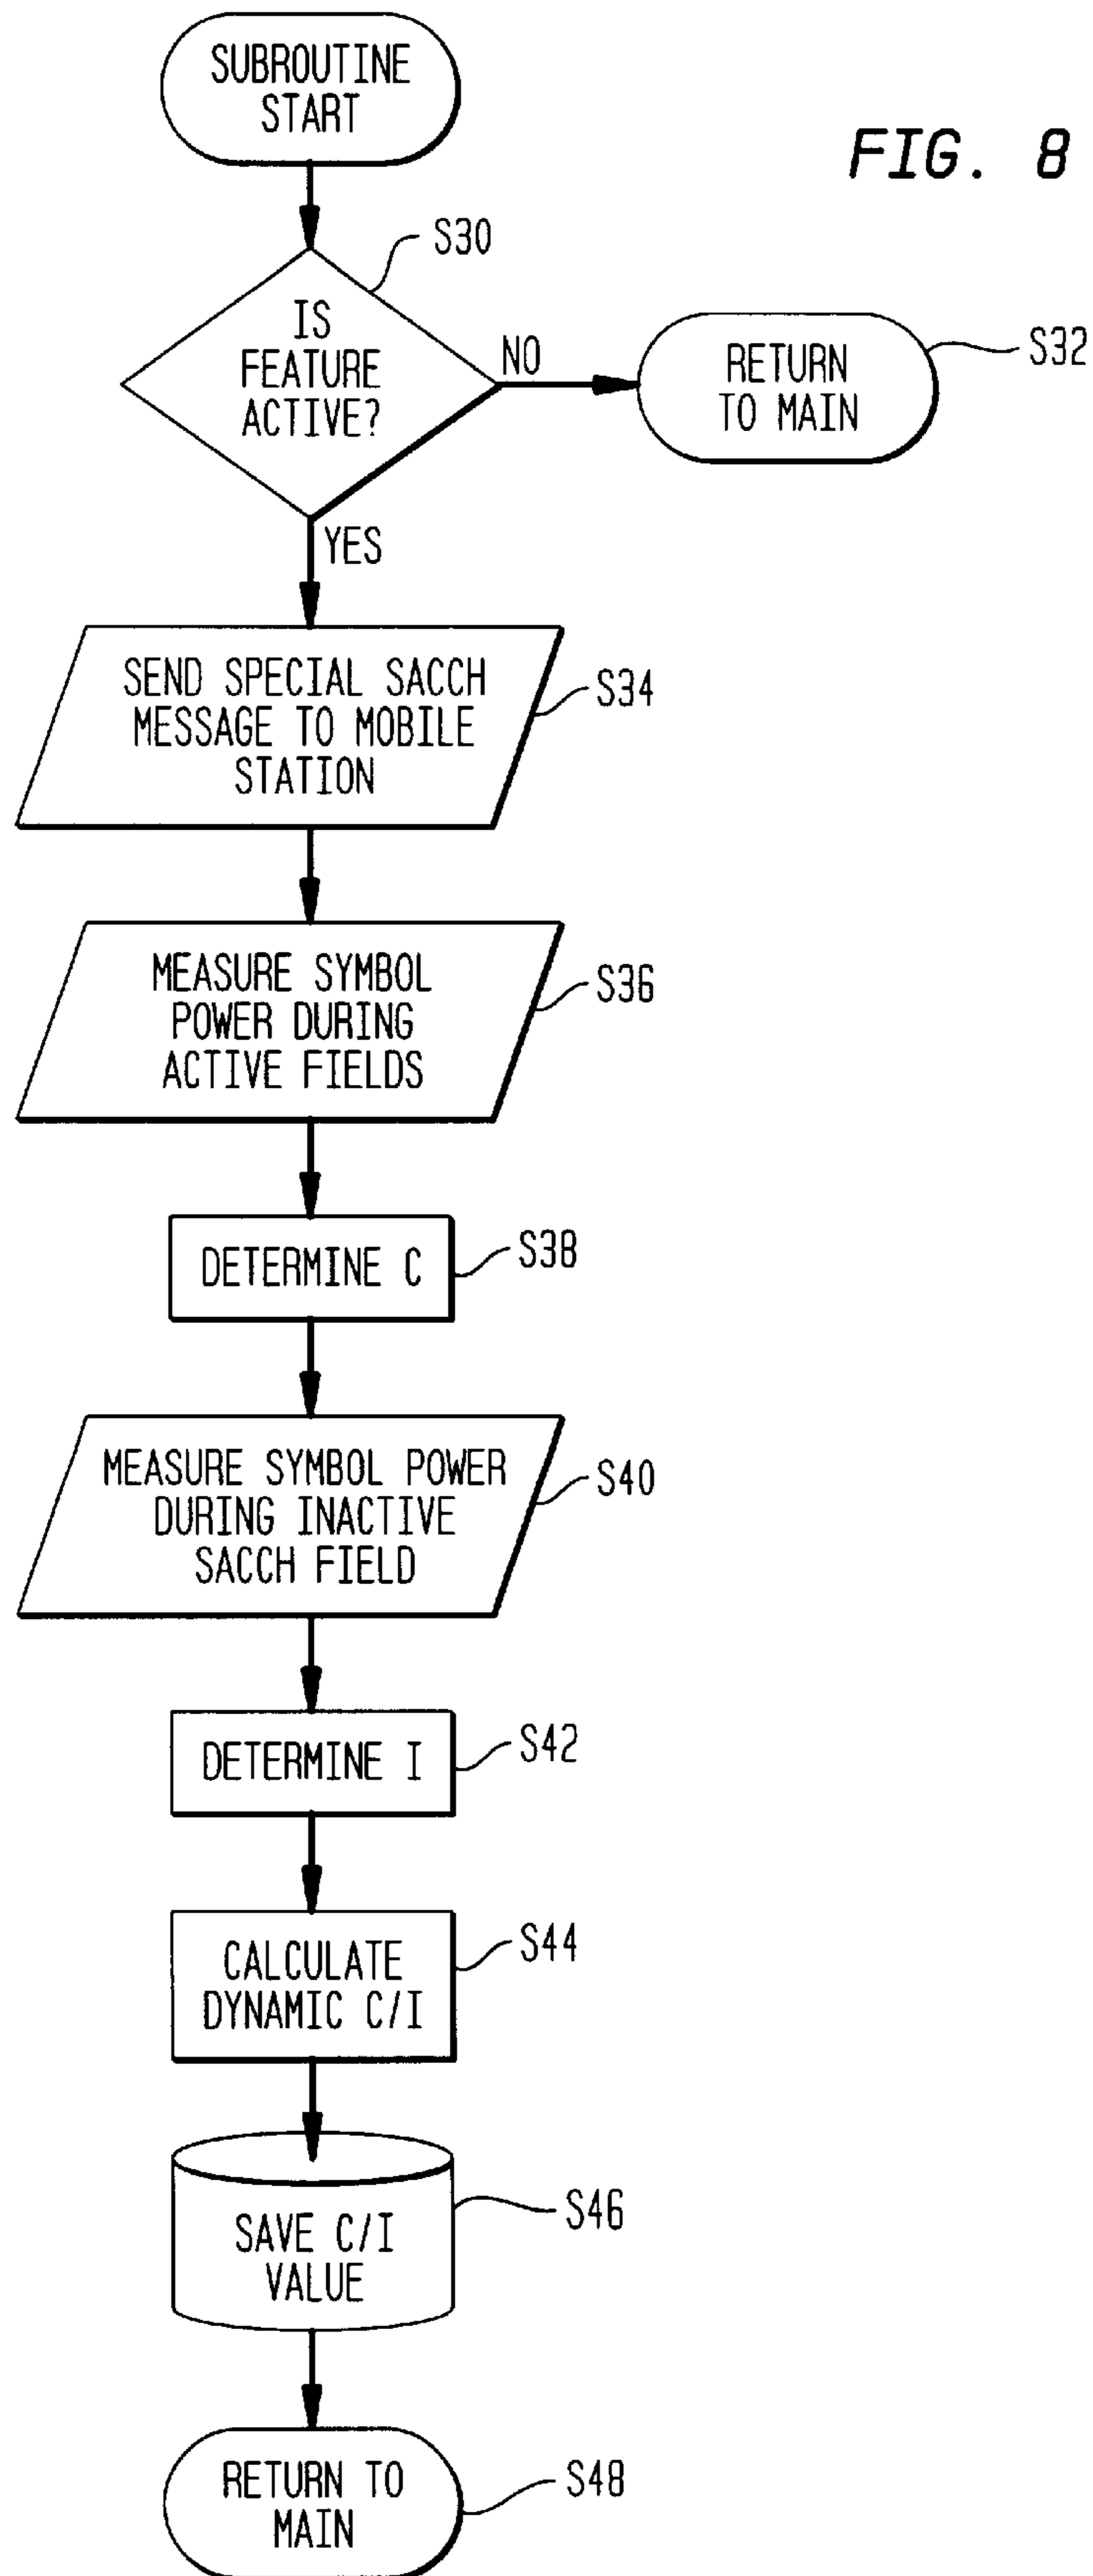 SUBROUTINE
START
FIG. 8
S30
IS
FEATURE
ACTIVE?
NO
RETURN
TO MAIN
S32
YES
SEND SPECIAL SACCH
MESSAGE TO MOBILE
STATION
S34
MEASURE SYMBOL
POWER DURING
ACTIVE FIELDS
S36
DETERMINE C
S38
MEASURE SYMBOL POWER
DURING INACTIVE
SACCH FIELD
S40
DETERMINE I
S42
CALCULATE
DYNAMIC C/I
S44
SAVE C/I
VALUE
S46
RETURN TO
MAIN
S48